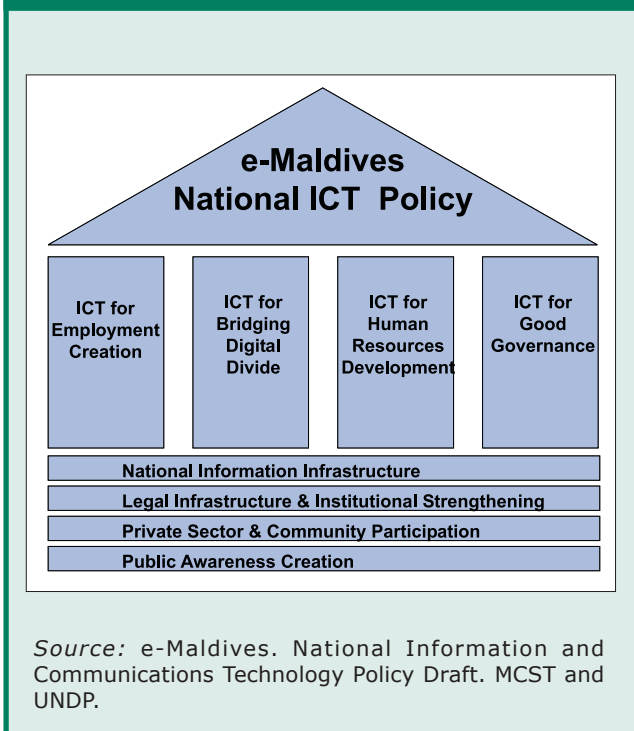 e-Maldives
National ICT Policy
ICT for
Employment
Creation
ICT for
Bridging
Digital
Divide
ICT for
Human
Resources
Development
ICT for
Good
Governance
National Information Infrastructure
Legal Infrastructure & Institutional Strengthening
Private Sector & Community Participation
Public Awareness Creation
Source: e-Maldives. National Information and
Communications Technology Policy Draft. MCST and
UNDP.